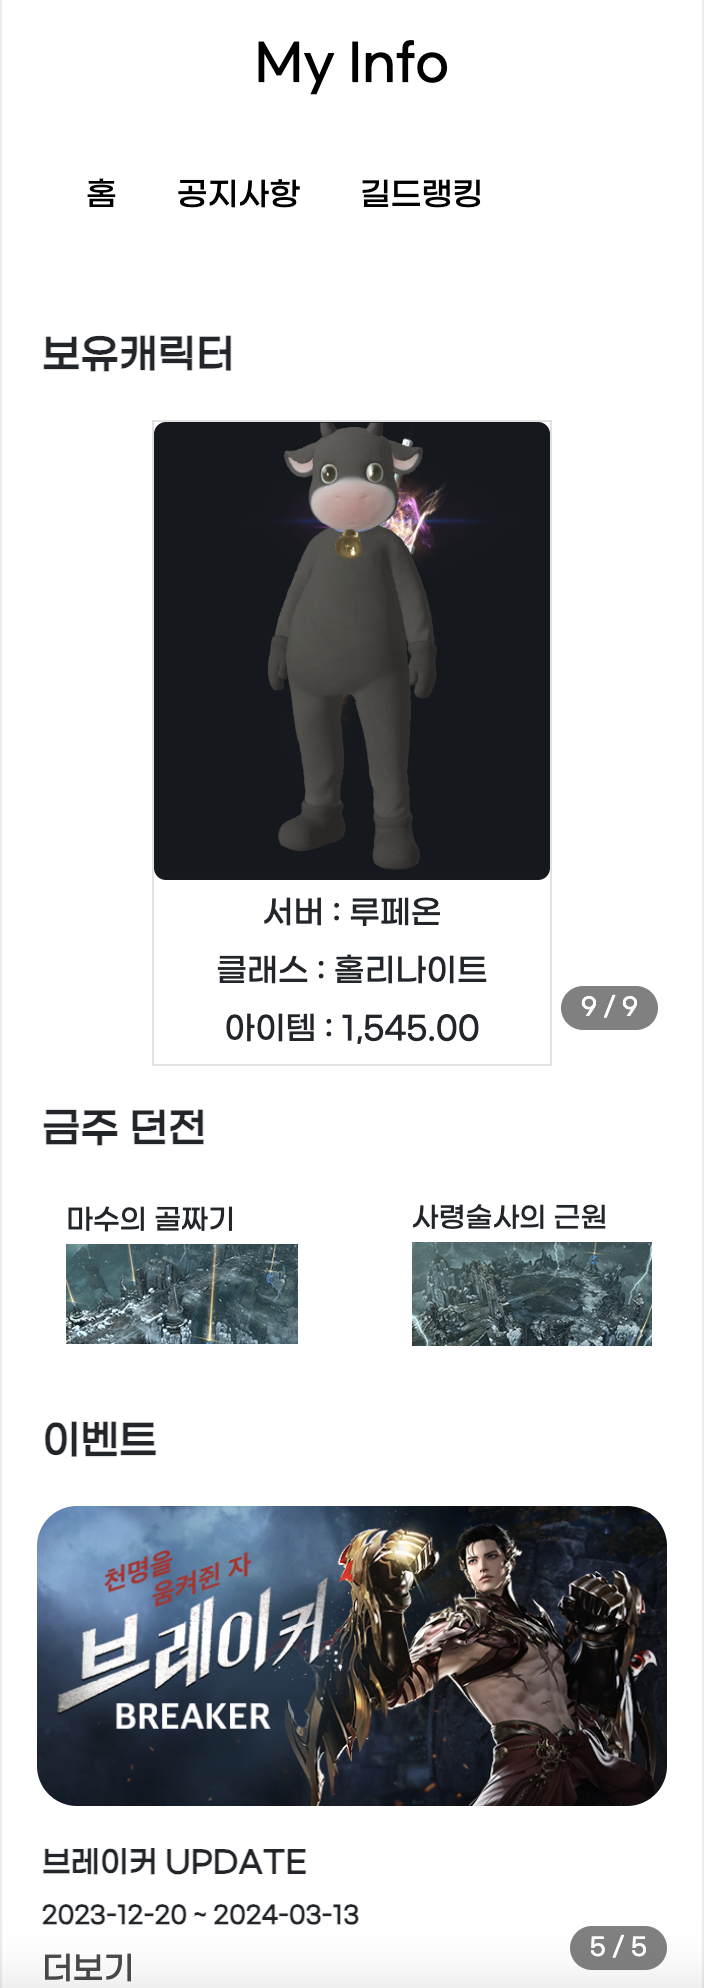 My Info
홈 공지사항 길드랭킹
보유캐릭터
서버 : 루페온
클래스 : 홀리나이트
아이템 : 1,545.00
9 / 9
금주 던전
마수의 골짜기 사령술사의 근원
이벤트
천명을
움켜쥔 자
브레이커
BREAKER
브레이커 UPDATE
2023-12-20 ~ 2024-03-13
더보기
5 / 5